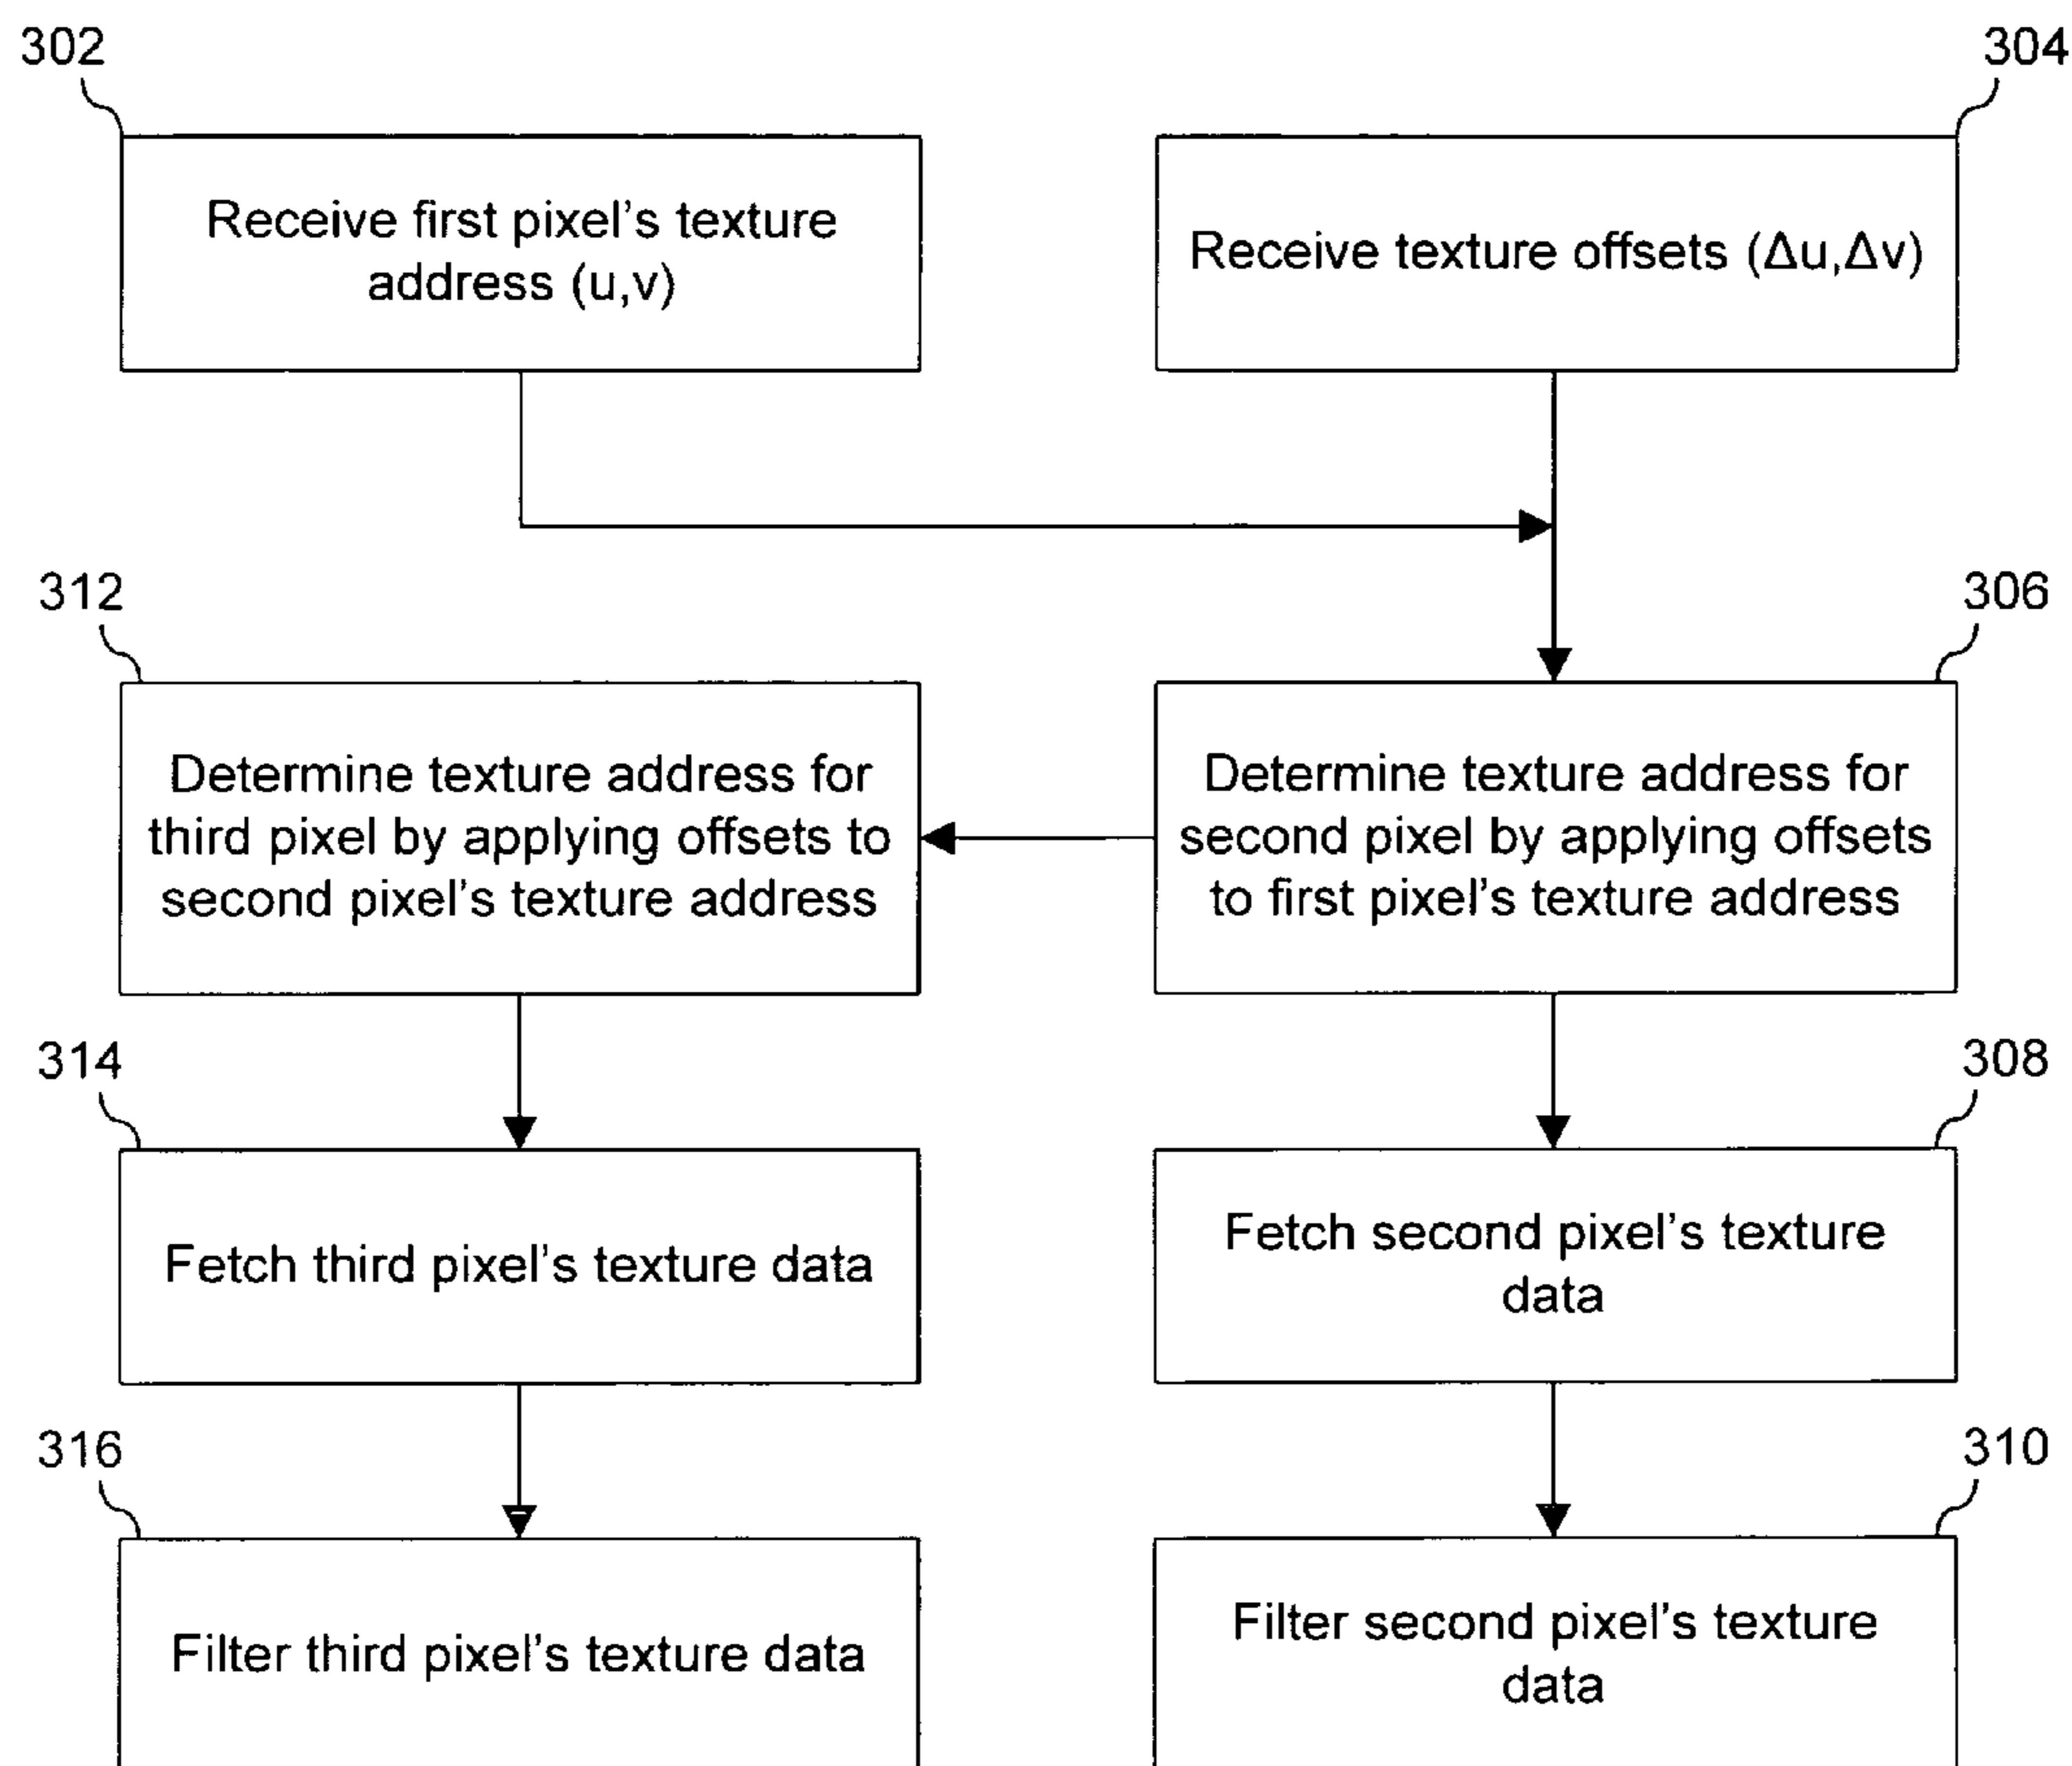 302
304
Receive first pixel's texture
address (u,v)
Receive texture offsets (Δu,Δv)
312
306
Determine texture address for
third pixel by applying offsets to
second pixel's texture address
Determine texture address for
second pixel by applying offsets
to first pixel's texture address
314
308
Fetch third pixel's texture data
Fetch second pixel's texture
data
316
310
Filter third pixel's texture data
Filter second pixel's texture
data